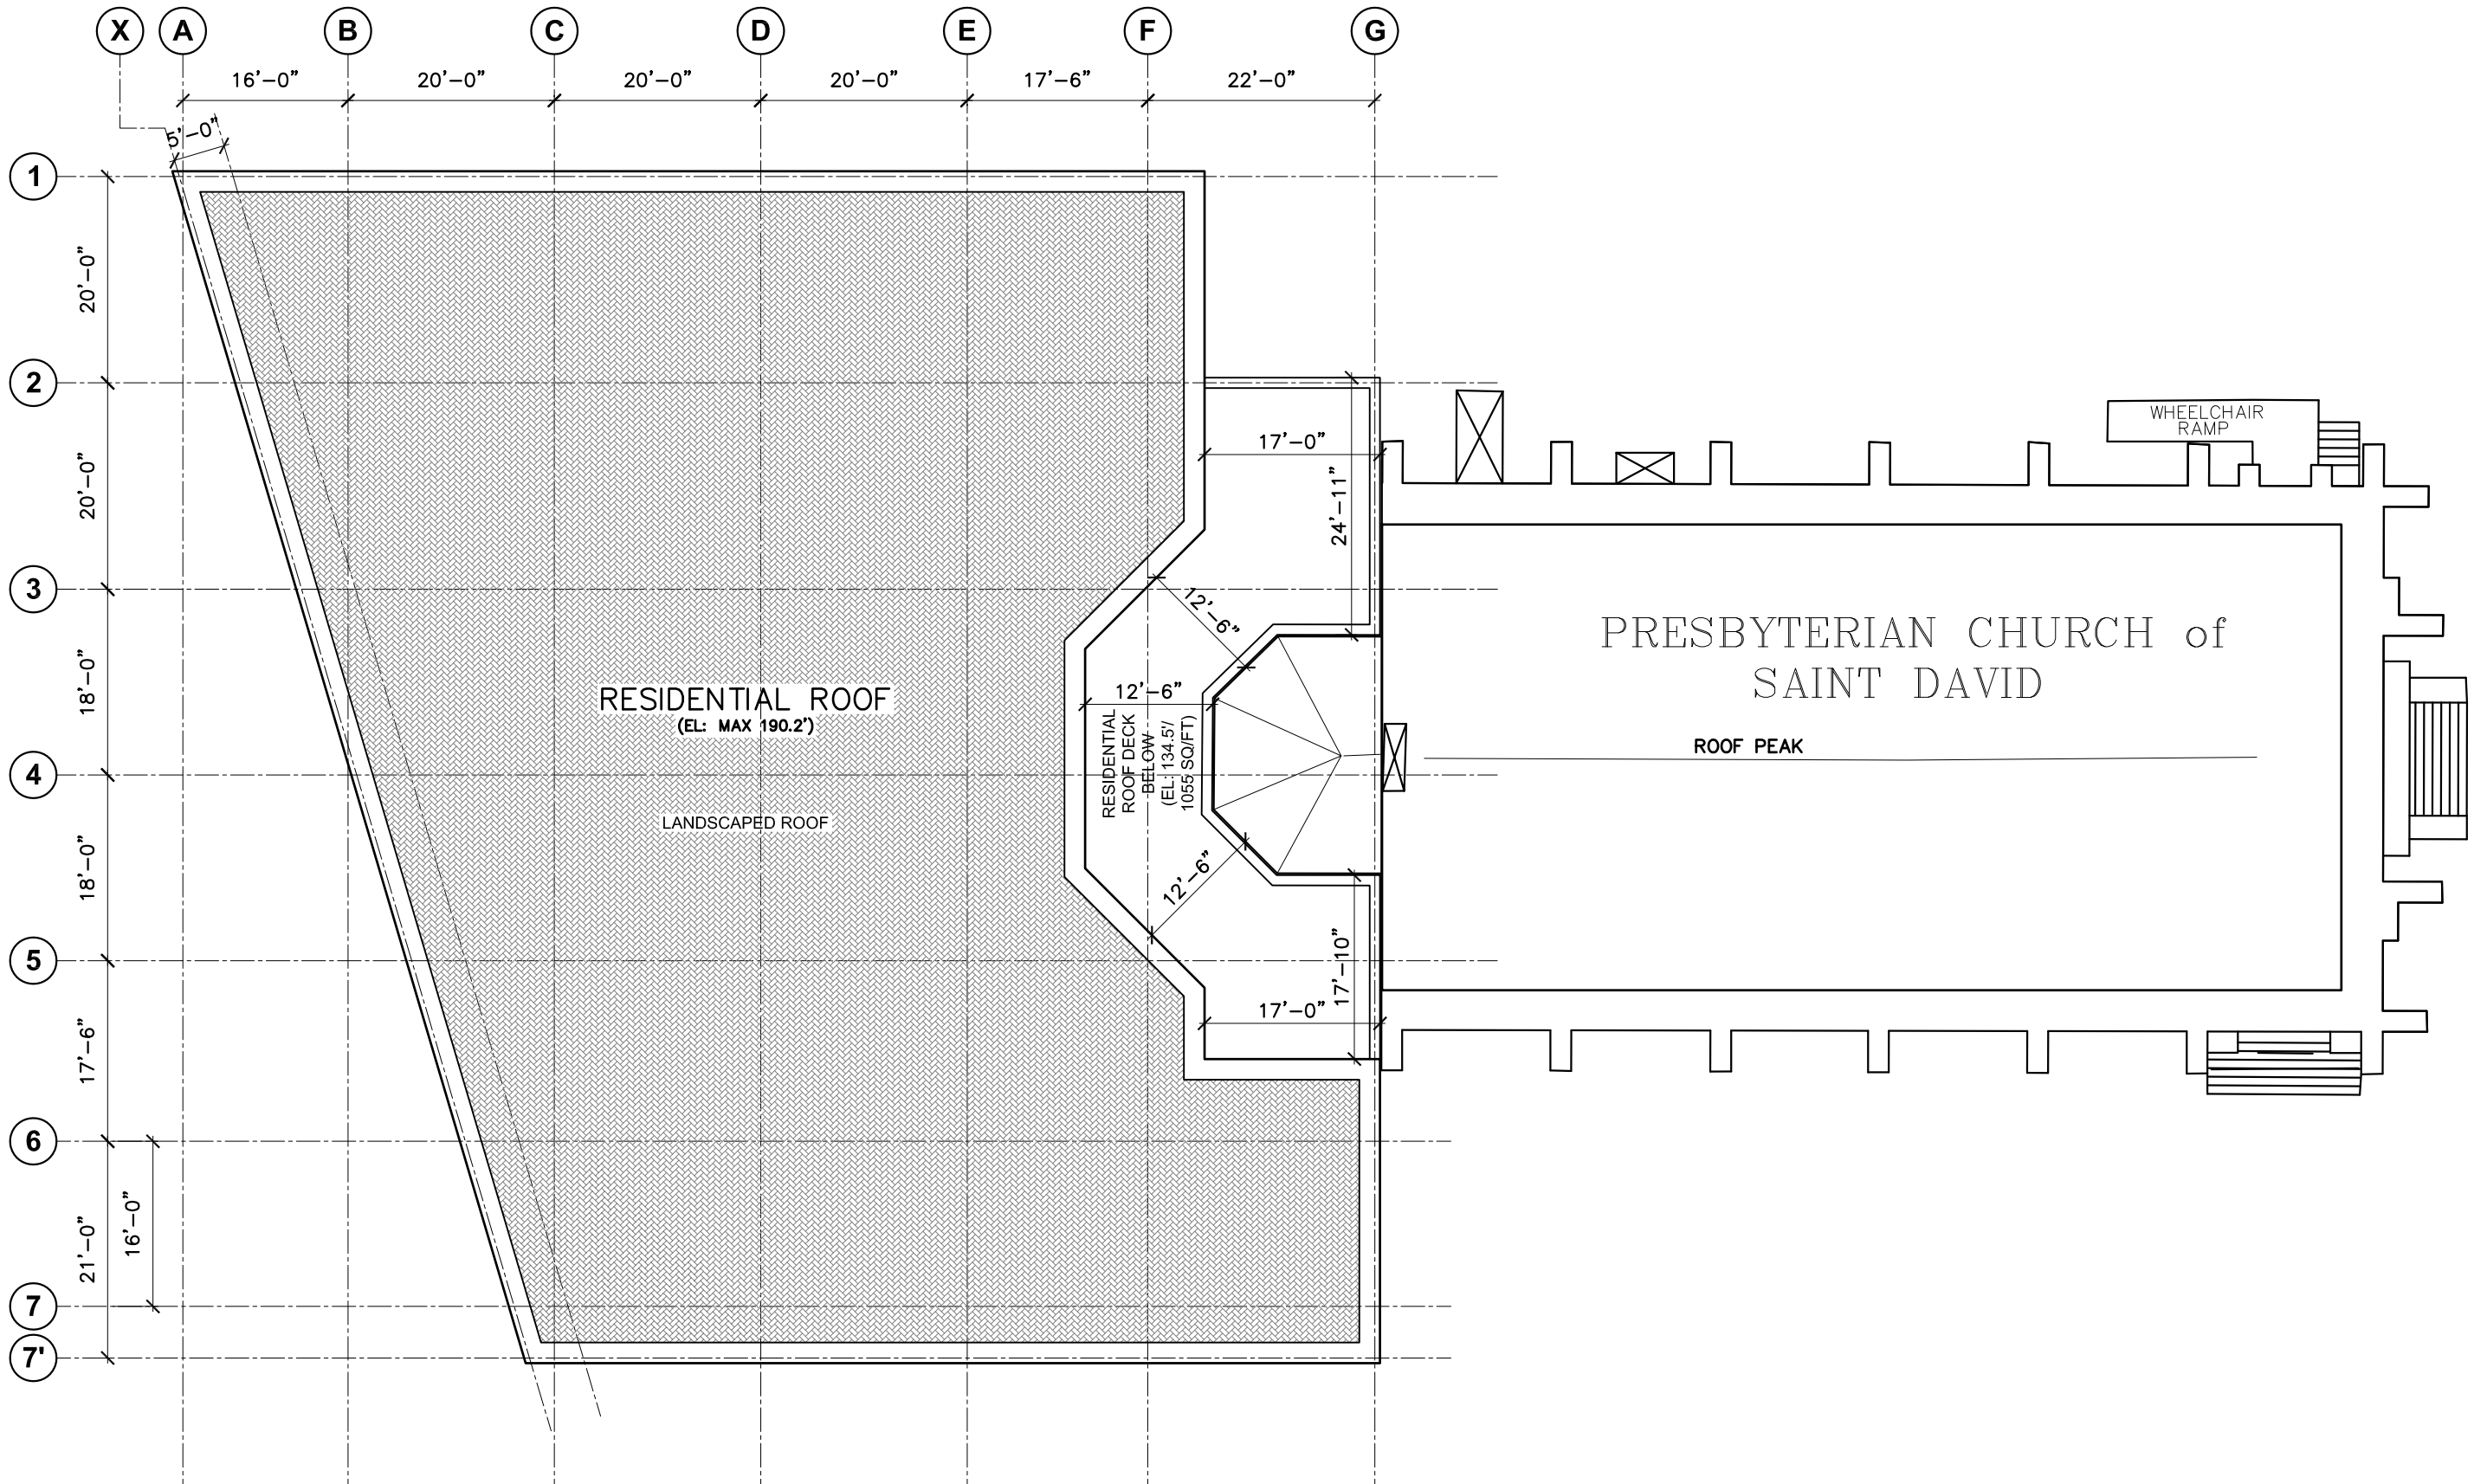 X A B C D E F G
16'-0" 20'-0" 20'-0" 20'-0" 17'-6" 22'-0"
5'-0"
1
20'-0"
2
WHEELCHAIR
RAMP
17'-0"
20'-0"
24'-11"
3
12'-6"
PRESBYTERIAN CHURCH of
SAINT DAVID
18'-0"
RESIDENTIAL ROOF
(EL: MAX 190.2')
12'-6"
RESIDENTIAL
ROOF DECK
BELOW
(EL: 134.5'/
1055 SQ/FT)
ROOF PEAK
4
LANDSCAPED ROOF
18'-0"
12'-6"
5
17'-10"
17'-0"
17'-6"
6
16'-0"
21'-0"
7
7'